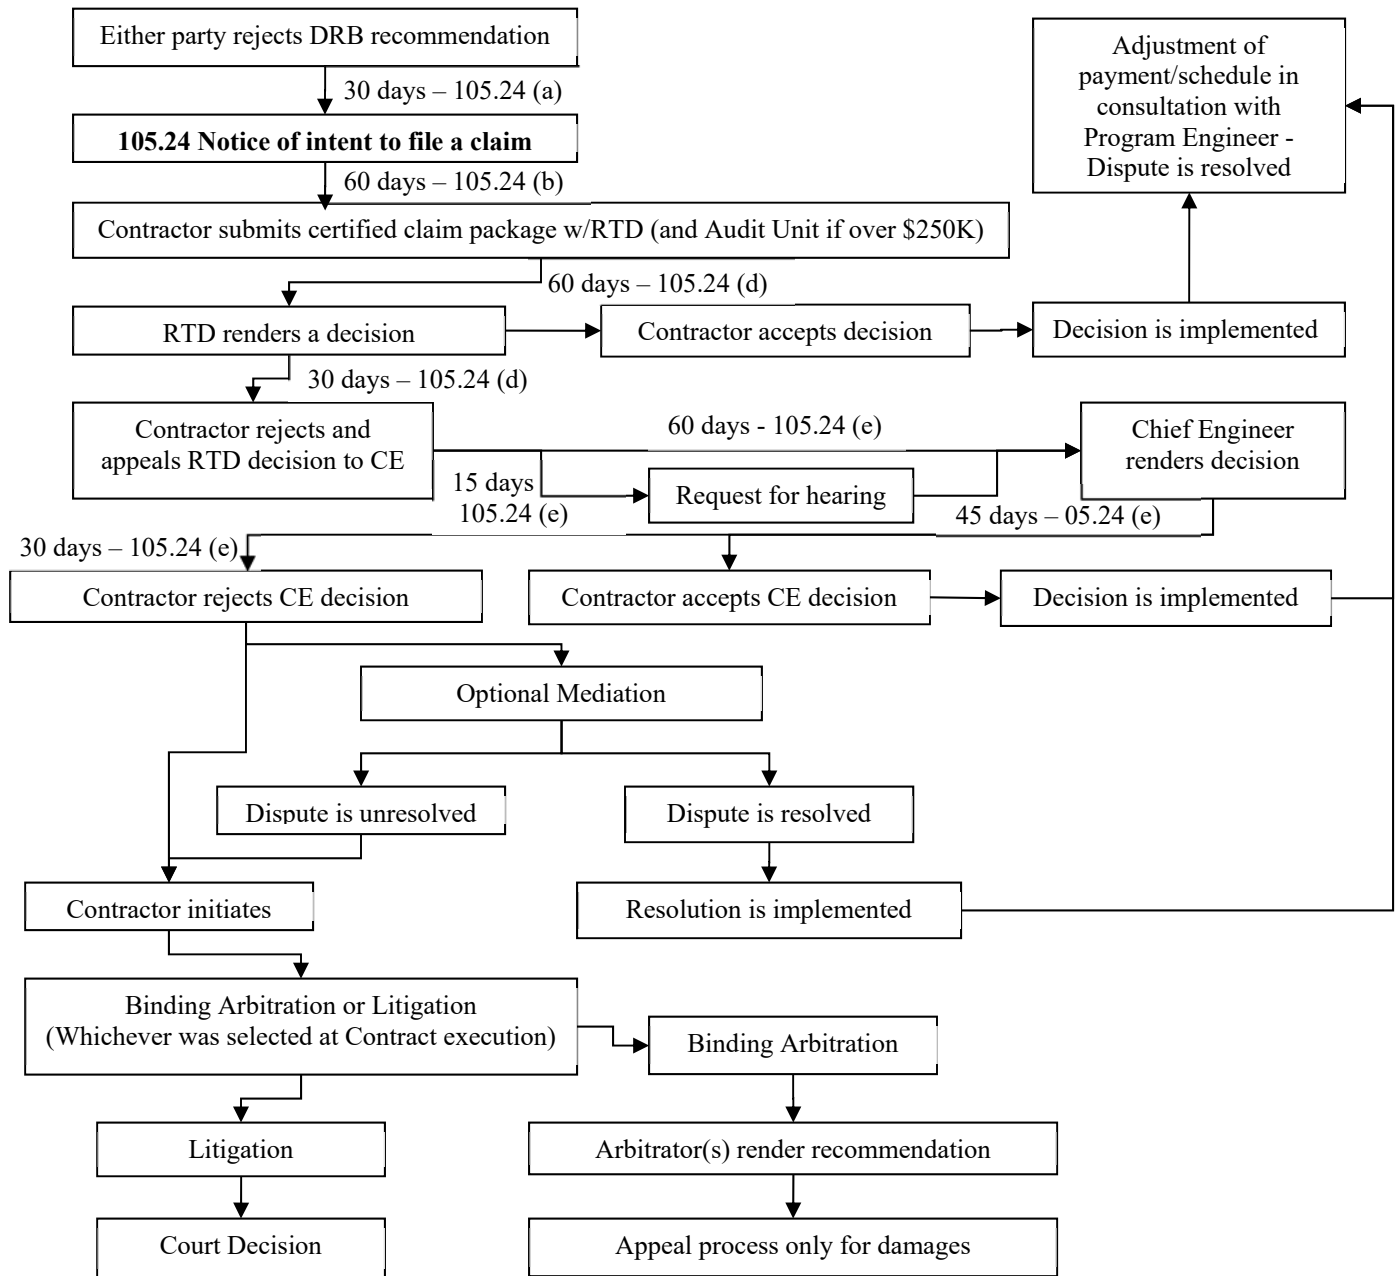 Either party rejects DRB recommendation
Adjustment of
payment/schedule in
consultation with
Program Engineer -
Dispute is resolved
30 days – 105.24 (a)
105.24 Notice of intent to file a claim
60 days – 105.24 (b)
Contractor submits certified claim package w/RTD (and Audit Unit if over $250K)
60 days – 105.24 (d)
RTD renders a decision
Contractor accepts decision
Decision is implemented
30 days – 105.24 (d)
Contractor rejects and
appeals RTD decision to CE
60 days - 105.24 (e)
Chief Engineer
renders decision
15 days
105.24 (e)
Request for hearing
45 days – 05.24 (e)
30 days – 105.24 (e)
Contractor rejects CE decision
Contractor accepts CE decision
Decision is implemented
Optional Mediation
Dispute is unresolved
Dispute is resolved
Contractor initiates
Resolution is implemented
Binding Arbitration or Litigation
(Whichever was selected at Contract execution)
Binding Arbitration
Litigation
Arbitrator(s) render recommendation
Court Decision
Appeal process only for damages